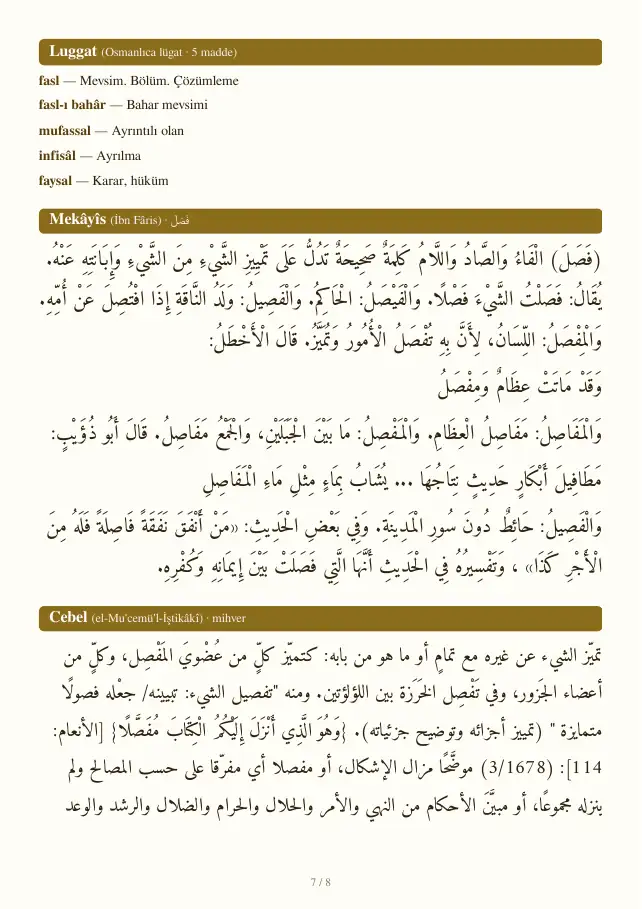 Luggat (Osmanlıca lügat · 5 madde)
fasl — Mevsim. Bölüm. Çözümleme
fasl-ı bahâr — Bahar mevsimi
mufassal — Ayrıntılı olan
infisâl — Ayrılma
faysal — Karar, hüküm
Mekâyîs (İbn Fâris) · فَصَلَ
(فَصَلَ) الْفَاءُ وَالصَّادُ وَاللَّامُ كَلِمَةٌ صَحِيحَةٌ تَدُلُّ عَلَى تَمْيِيزِ الشَّيْءِ مِنَ الشَّيْءِ وَإِبَانَتِهِ عَنْهُ.
يُقَالُ: فَصَلْتُ الشَّيْءَ فَصْلًا. وَالْفَيْصَلُ: الْحَاكِمُ. وَالْفَصِيلُ: وَلَدُ النَّاقَةِ إِذَا افْتُصِلَ عَنْ أُمِّهِ.
وَالْمِفْصَلُ: اللِّسَانُ، لِأَنَّ بِهِ تُفْصَلُ الْأُمُورُ وَتُمَيَّزُ. قَالَ الْأَخْطَلُ:
وَقَدْ مَاتَتْ عِظَامٌ وَمِفْصَلُ
وَالْمَفَاصِلُ: مَفَاصِلُ الْعِظَامِ. وَالْمَفْصِلُ: مَا بَيْنَ الْجَبَلَيْنِ، وَالْجَمْعُ مَفَاصِلُ. قَالَ أَبُو ذُؤَيْبٍ:
مَطَافِيلَ أَبْكَارٍ حَدِيثٍ نِتَاجُهَا ... يُشَابُ بِمَاءٍ مِثْلِ مَاءِ الْمَفَاصِلِ
وَالْفَصِيلُ: حَائِطٌ دُونَ سُورِ الْمَدِينَةِ. وَفِي بَعْضِ الْحَدِيثِ: «مَنْ أَنْفَقَ نَفَقَةً فَاصِلَةً فَلَهُ مِنَ
الْأَجْرِ كَذَا» ، وَتَفْسِيرُهُ فِي الْحَدِيثِ أَنَّهَا الَّتِي فَصَلَتْ بَيْنَ إِيمَانِهِ وَكُفْرِهِ.
Cebel (el-Mu'cemü'l-İştikâkî) · mihver
تميّز الشيء عن غيره مع تمامٍ أو ما هو من بابه: كتميّز كلٍّ من عُضْويَ المَفْصِل، وكلٍّ من
أعضاء الجَزور، وفي تَفْصِل الخَرَزة بين اللؤلؤتين. ومنه "تفصيل الشيء: تبيينه/ جعْله فصولًا
متمايزة " (تمييز أجزائه وتوضيح جزئياته). {وَهُوَ الَّذِي أَنْزَلَ إِلَيْكُمُ الْكِتَابَ مُفَصَّلًا} [الأنعام:
114]: (3/1678) موضَّحًا مزال الإشكال، أو مفصلا أي مفرّقا على حسب المصالح ولم
ينزله مجموعًا، أو مبيَّنَ الأحكام من النهي والأمر والحلال والحرام والضلال والرشد والوعد
7 / 8